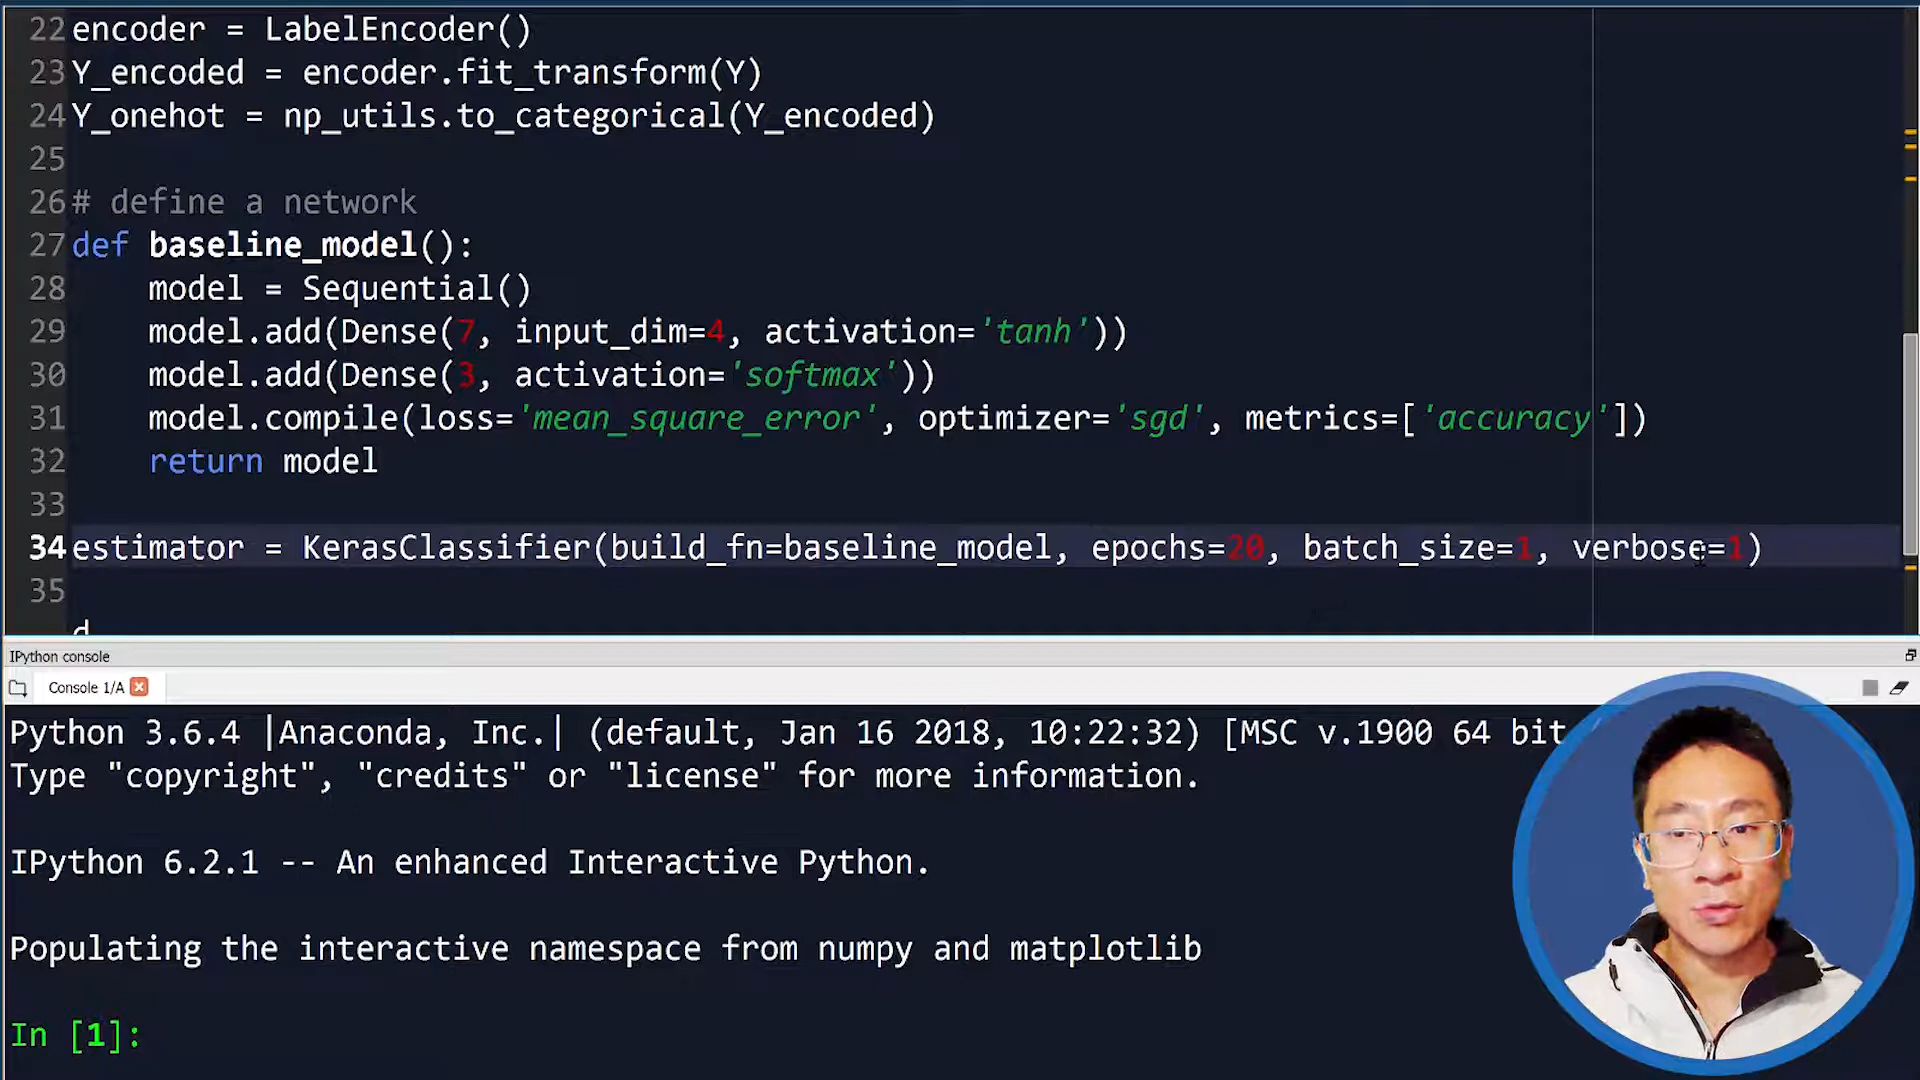 22 encoder = LabelEncoder()
23 Y_encoded = encoder.fit_transform(Y)
24 Y_onehot = np_utils.to_categorical(Y_encoded)
25
26 # define a network
27 def baseline_model():
28     model = Sequential()
29     model.add(Dense(7, input_dim=4, activation='tanh'))
30     model.add(Dense(3, activation='softmax'))
31     model.compile(loss='mean_square_error', optimizer='sgd', metrics=['accuracy'])
32     return model
33
34 estimator = KerasClassifier(build_fn=baseline_model, epochs=20, batch_size=1, verbose=1)
35
IPython console
Console 1/A
Python 3.6.4 |Anaconda, Inc.| (default, Jan 16 2018, 10:22:32) [MSC v.1900 64 bit
Type "copyright", "credits" or "license" for more information.
IPython 6.2.1 -- An enhanced Interactive Python.
Populating the interactive namespace from numpy and matplotlib
In [1]: